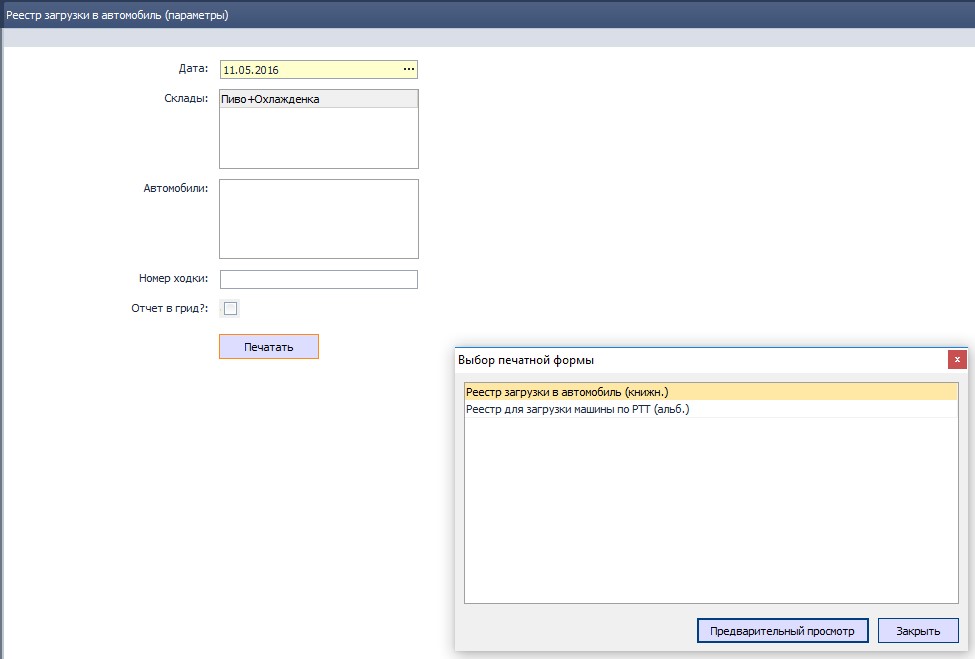 Реестр загрузки в автомобиль (параметры)
Дата: 11.05.2016 ...
Склады: Пиво+Охлажденка
Автомобили:
Номер ходки:
Отчет в грид?:
Печатать
Выбор печатной формы
x
Реестр загрузки в автомобиль (книжн.)
Реестр для загрузки машины по РТТ (альб.)
Предварительный просмотр Закрыть